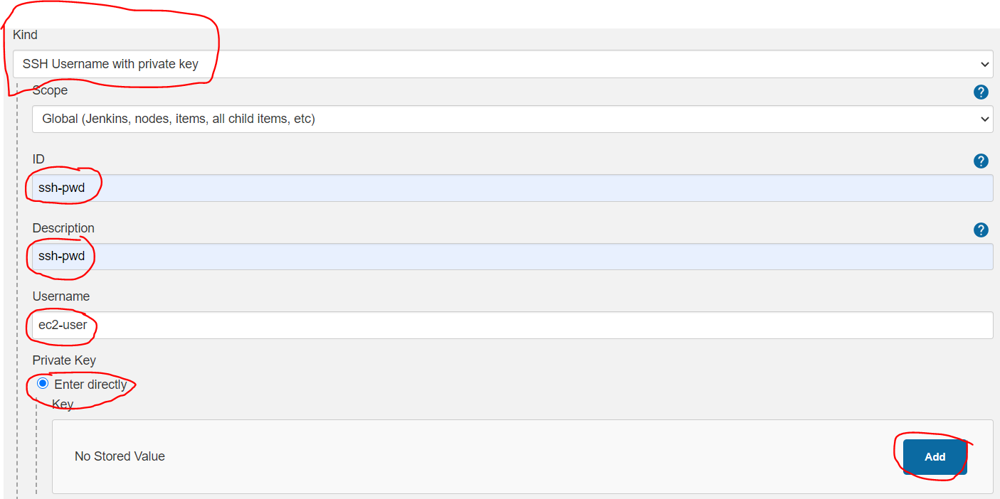 Kind
SSH Username with private key
Scope
?
Global (Jenkins, nodes, items, all child items, etc)
ID
?
ssh-pwd
Description
?
ssh-pwd
Username
ec2-user
Private Key
Enter directly
Key
No Stored Value
Add